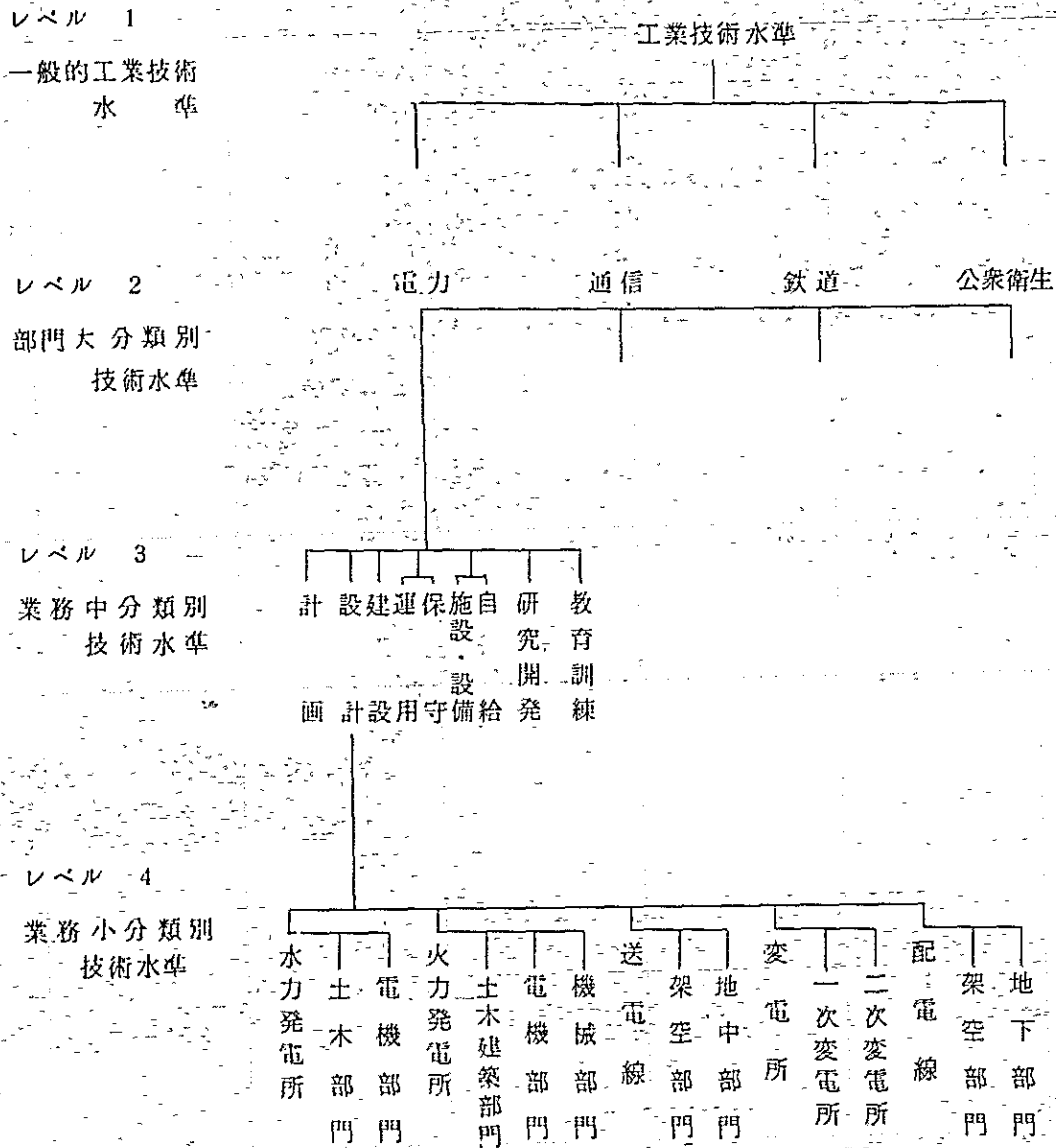 レベル 1
工業技術水準
一般的工業技術
水準
レベル 2
電力
通信
鉄道
公衆衛生
部門大分類別
技術水準
レベル 3
業務中分類別
技術水準
計画
設計
建設
運用
保守
施設・設備
自給
研究開発
教育訓練
レベル 4
業務小分類別
技術水準
水力発電所
土木部門
電機部門
火力発電所
土木建築部門
電機部門
機械部門
送電線
架空部門
地中部門
変電所
一次変電所
二次変電所
配電線
架空部門
地下部門